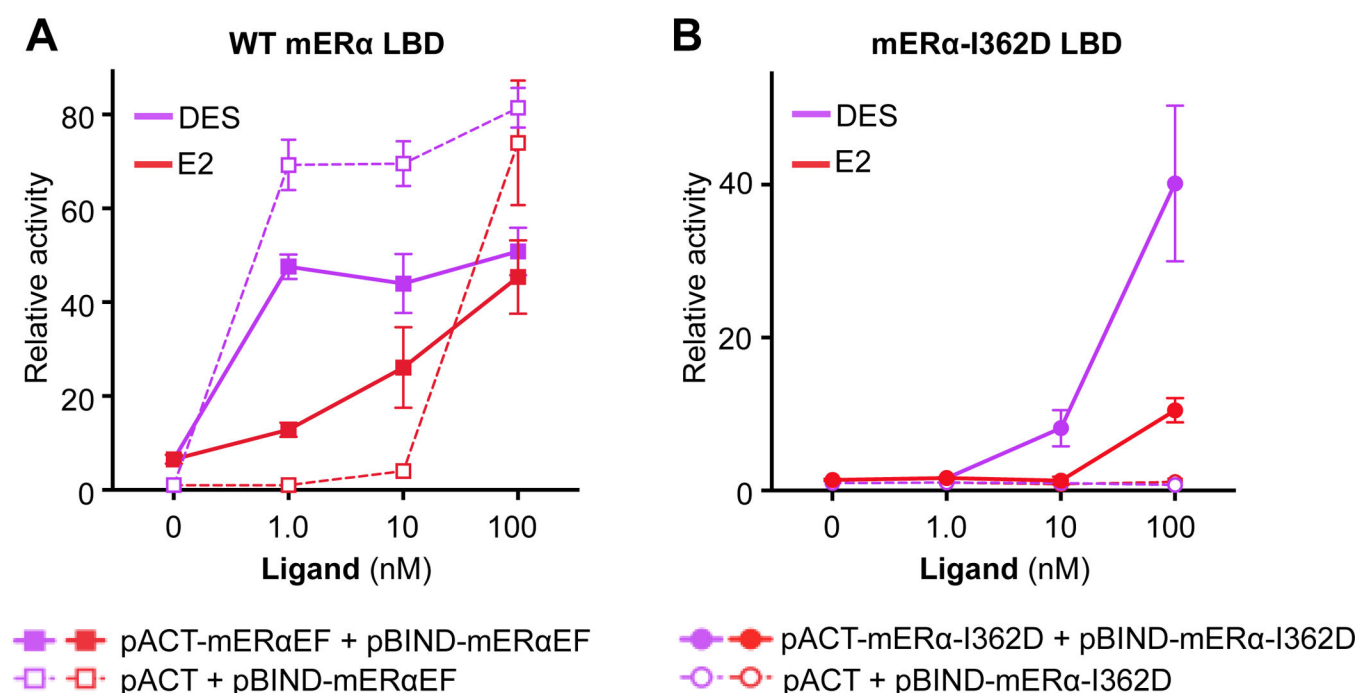 A
WT mERα LBD
DES
E2
Relative activity
80
60
40
20
0
0 1.0 10 100
Ligand (nM)
pACT-mERαEF + pBIND-mERαEF
pACT + pBIND-mERαEF
B
mERα-I362D LBD
DES
E2
Relative activity
40
20
0
0 1.0 10 100
Ligand (nM)
pACT-mERα-I362D + pBIND-mERα-I362D
pACT + pBIND-mERα-I362D